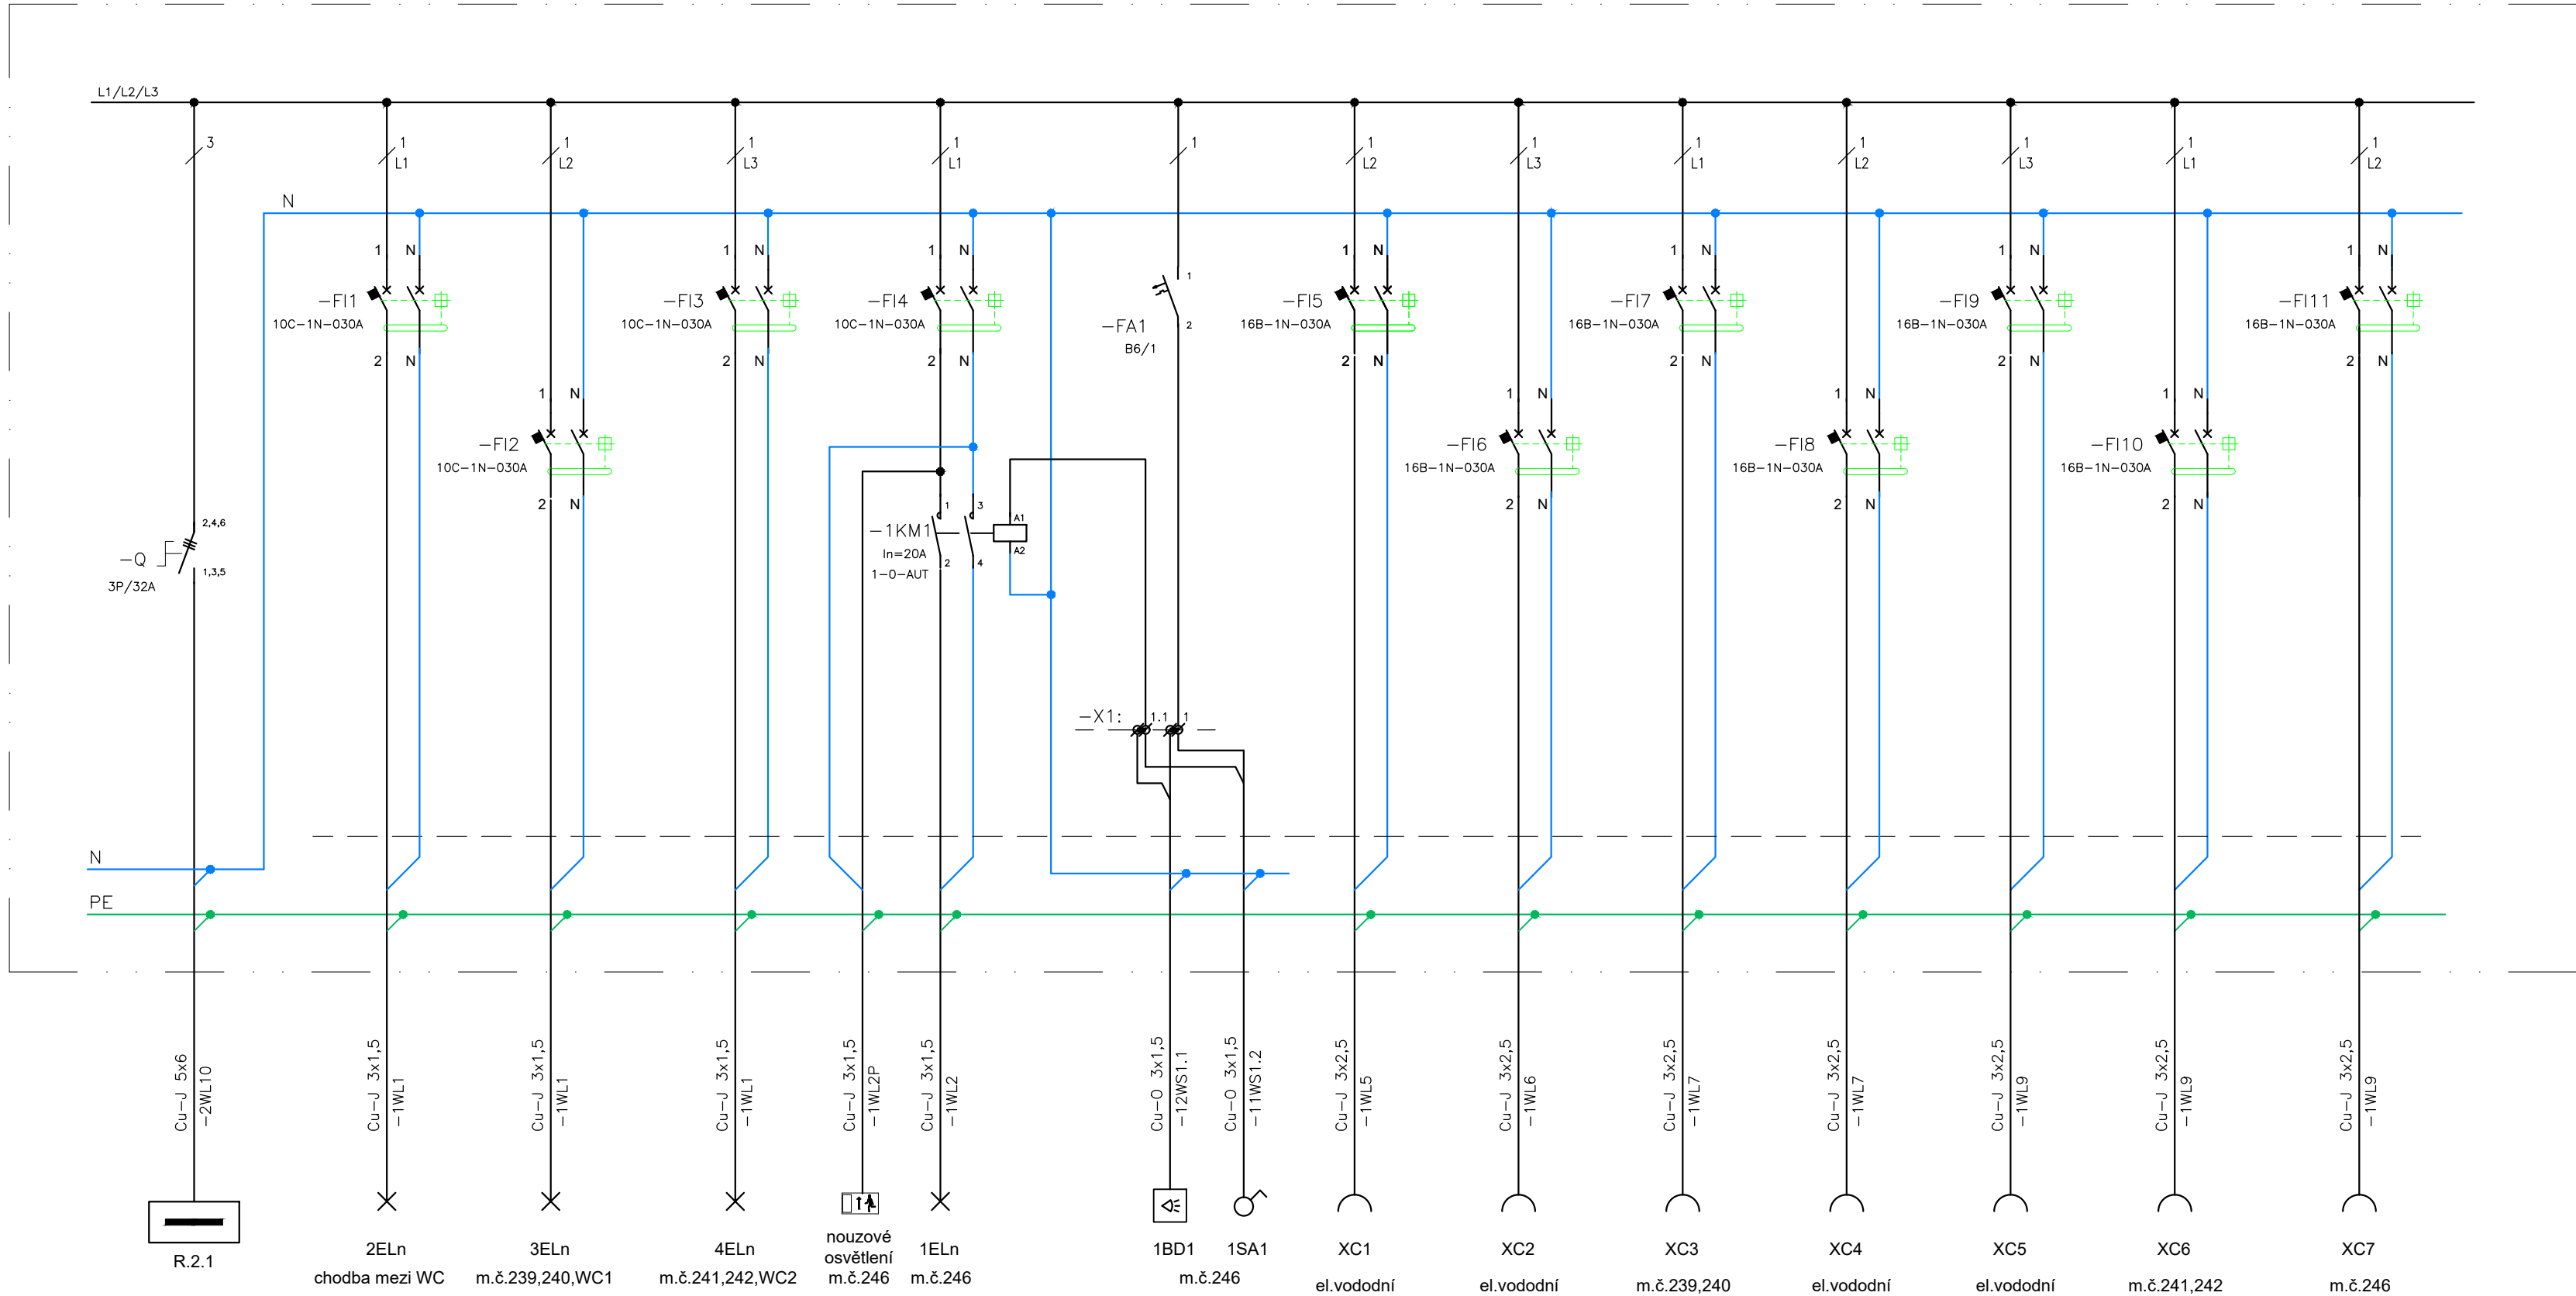 L1/L2/L3
3
1
L1
1
L2
1
L3
1
L1
1
1
L2
1
L3
1
L1
1
L2
1
L3
1
L1
1
L2
N
1 N
-FI1
10C-1N-030A
2 N
1 N
-FI2
10C-1N-030A
2 N
1 N
-FI3
10C-1N-030A
2 N
1 N
-FI4
10C-1N-030A
2 N
1
-FA1
2
B6/1
1 N
-FI5
16B-1N-030A
2 N
1 N
-FI6
16B-1N-030A
2 N
1 N
-FI7
16B-1N-030A
2 N
1 N
-FI8
16B-1N-030A
2 N
1 N
-FI9
16B-1N-030A
2 N
1 N
-FI10
16B-1N-030A
2 N
1 N
-FI11
16B-1N-030A
2 N
2,4,6
-Q
1,3,5
3P/32A
1 3
A1
-1KM1
In=20A
A2
2 4
1-0-AUT
-X1: 1.1 1
N
PE
Cu-J 5x6
-2WL10
Cu-J 3x1,5
-1WL1
Cu-J 3x1,5
-1WL1
Cu-J 3x1,5
-1WL1
Cu-J 3x1,5
-1WL2P
Cu-J 3x1,5
-1WL2
Cu-O 3x1,5
-12WS1.1
Cu-O 3x1,5
-11WS1.2
Cu-J 3x2,5
-1WL5
Cu-J 3x2,5
-1WL6
Cu-J 3x2,5
-1WL7
Cu-J 3x2,5
-1WL7
Cu-J 3x2,5
-1WL9
Cu-J 3x2,5
-1WL9
Cu-J 3x2,5
-1WL9
R.2.1
2ELn
chodba mezi WC
3ELn
m.č.239,240,WC1
4ELn
m.č.241,242,WC2
nouzové
osvětlení
m.č.246
1ELn
m.č.246
1BD1 1SA1
m.č.246
XC1
el.vododní
XC2
el.vododní
XC3
m.č.239,240
XC4
el.vododní
XC5
el.vododní
XC6
m.č.241,242
XC7
m.č.246